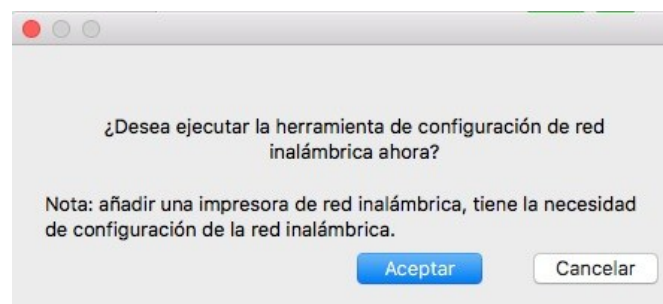 ¿Desea ejecutar la herramienta de configuración de red
inalámbrica ahora?
Nota: añadir una impresora de red inalámbrica, tiene la necesidad
de configuración de la red inalámbrica.
Aceptar Cancelar